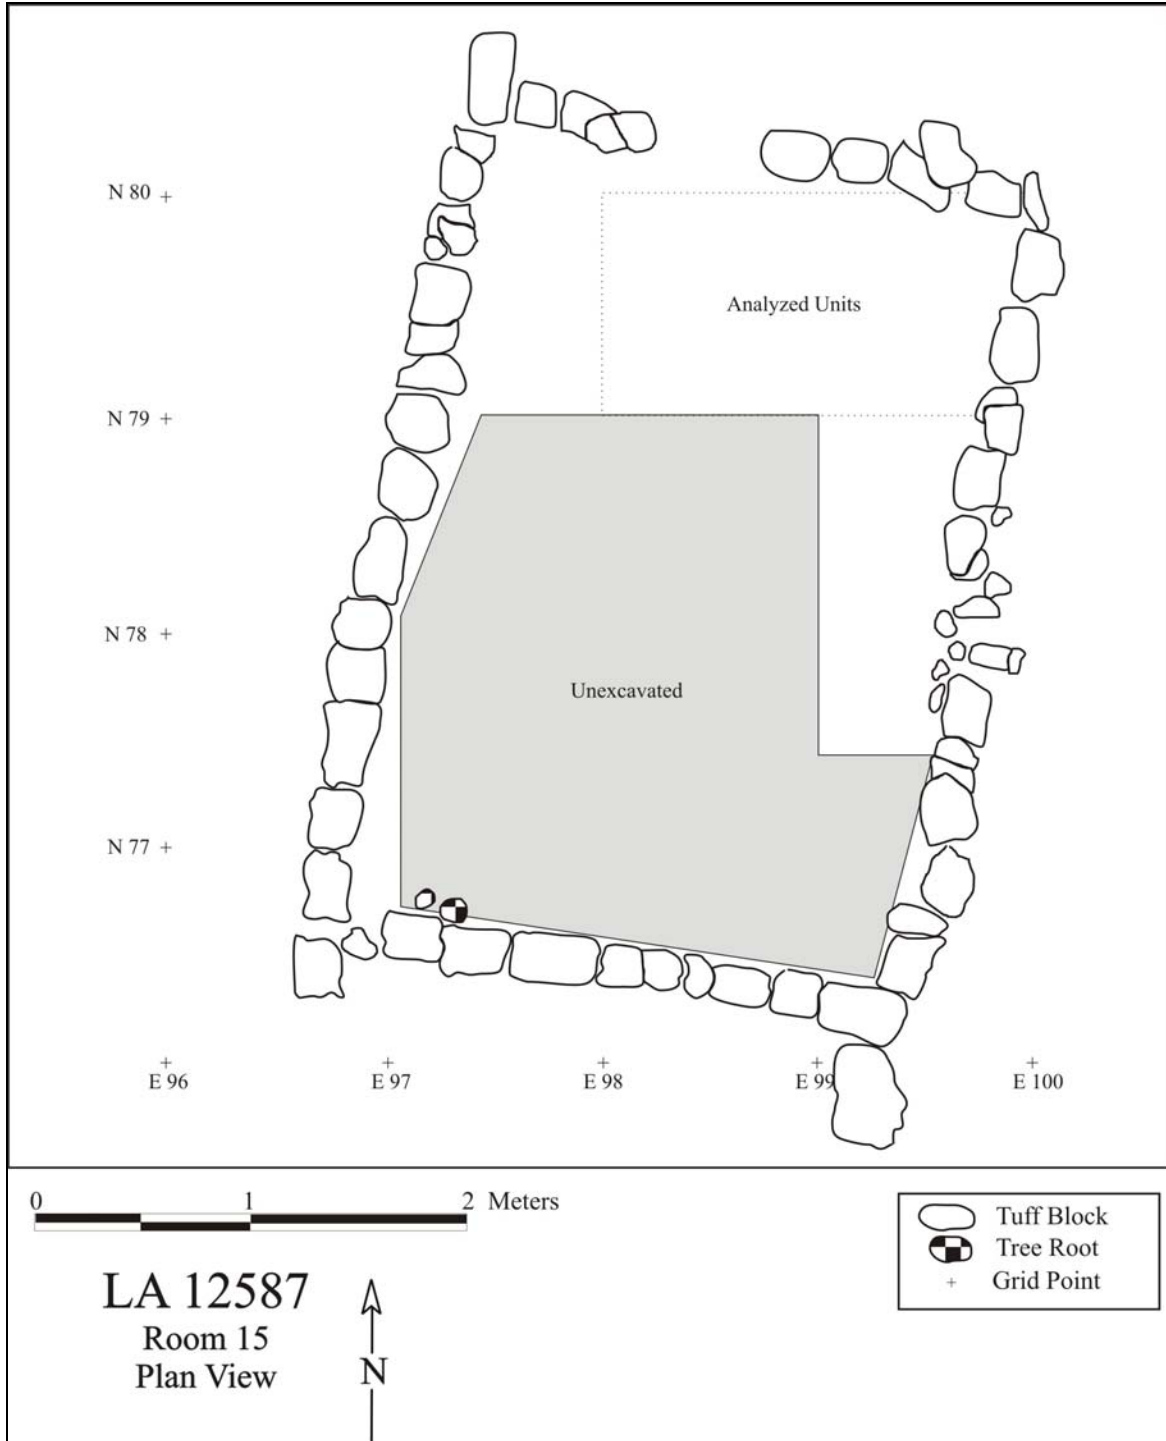 N 80
Analyzed Units
N 79
N 78
Unexcavated
N 77
E 96 E 97 E 98 E 99 E 100
0 1 2 Meters
Tuff Block
Tree Root
Grid Point
LA 12587
Room 15
Plan View
N